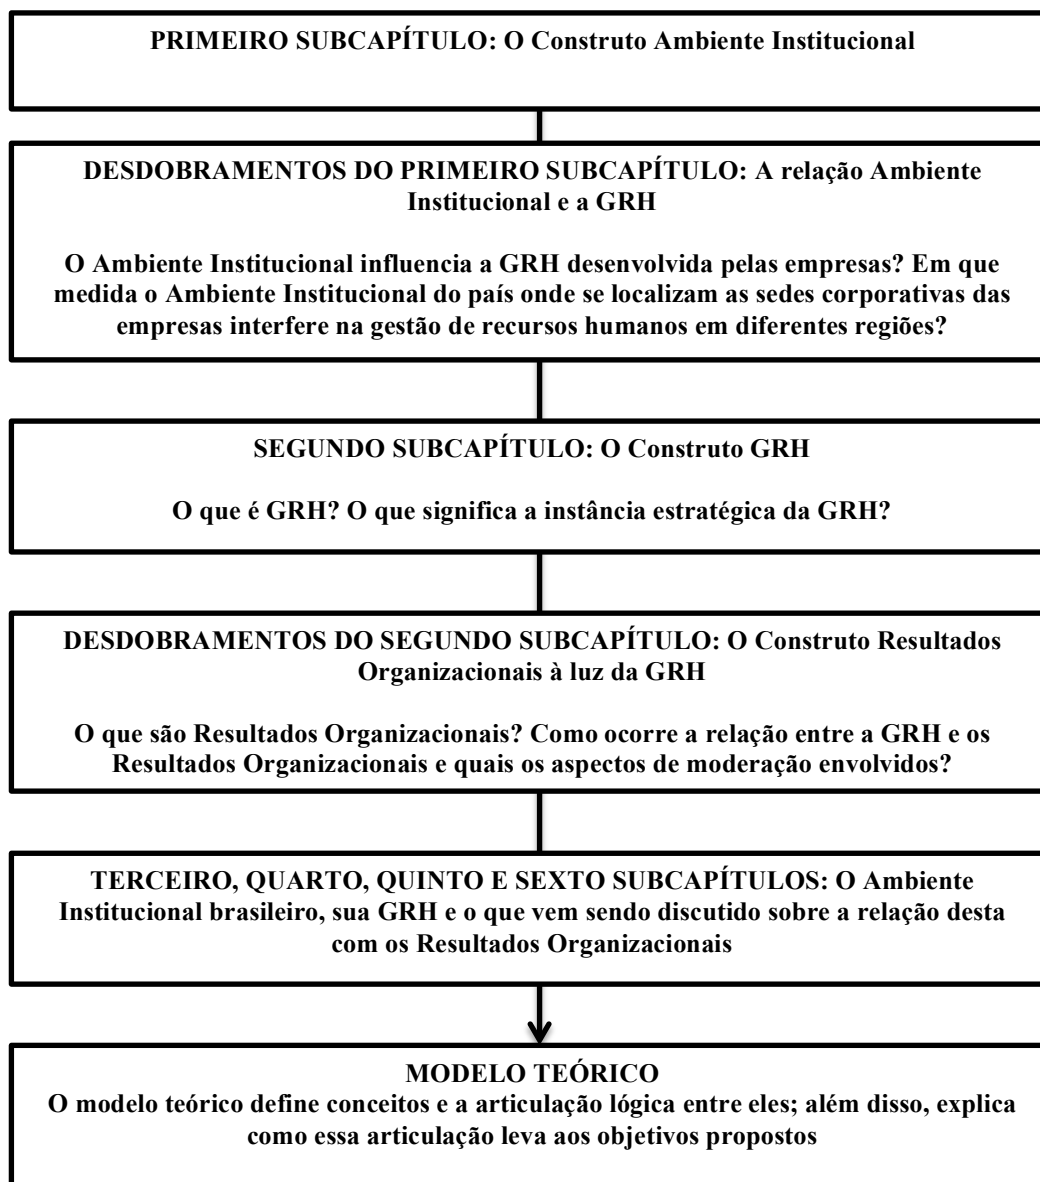 PRIMEIRO SUBCAPÍTULO: O Construto Ambiente Institucional
DESDOBRAMENTOS DO PRIMEIRO SUBCAPÍTULO: A relação Ambiente
Institucional e a GRH
O Ambiente Institucional influencia a GRH desenvolvida pelas empresas? Em que
medida o Ambiente Institucional do país onde se localizam as sedes corporativas das
empresas interfere na gestão de recursos humanos em diferentes regiões?
SEGUNDO SUBCAPÍTULO: O Construto GRH
O que é GRH? O que significa a instância estratégica da GRH?
DESDOBRAMENTOS DO SEGUNDO SUBCAPÍTULO: O Construto Resultados
Organizacionais à luz da GRH
O que são Resultados Organizacionais? Como ocorre a relação entre a GRH e os
Resultados Organizacionais e quais os aspectos de moderação envolvidos?
TERCEIRO, QUARTO, QUINTO E SEXTO SUBCAPÍTULOS: O Ambiente
Institucional brasileiro, sua GRH e o que vem sendo discutido sobre a relação desta
com os Resultados Organizacionais
MODELO TEÓRICO
O modelo teórico define conceitos e a articulação lógica entre eles; além disso, explica
como essa articulação leva aos objetivos propostos